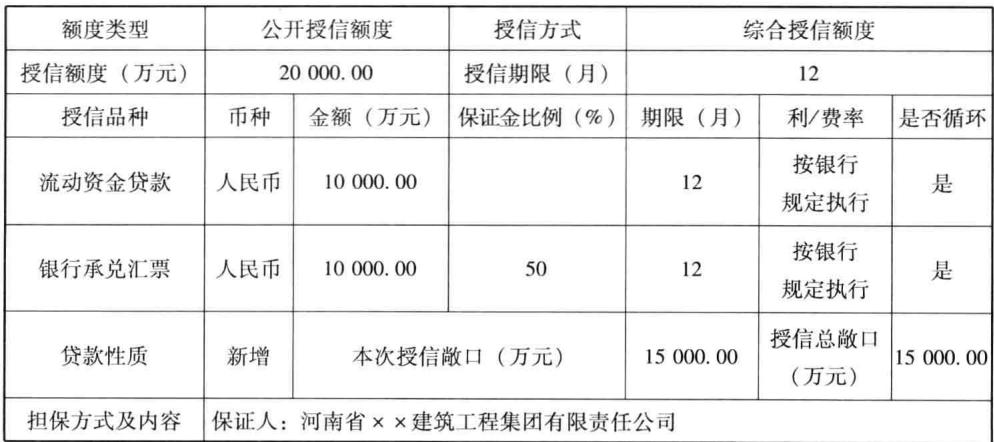 额度类型 公开授信额度 授信方式 综合授信额度
授信额度（万元） 20 000.00 授信期限（月） 12
授信品种 币种 金额（万元） 保证金比例（%） 期限（月） 利/费率 是否循环
流动资金贷款 人民币 10 000.00 12 按银行规定执行 是
银行承兑汇票 人民币 10 000.00 50 12 按银行规定执行 是
贷款性质 新增 本次授信敞口（万元） 15 000.00 授信总敞口（万元） 15 000.00
担保方式及内容 保证人：河南省××建筑工程集团有限责任公司